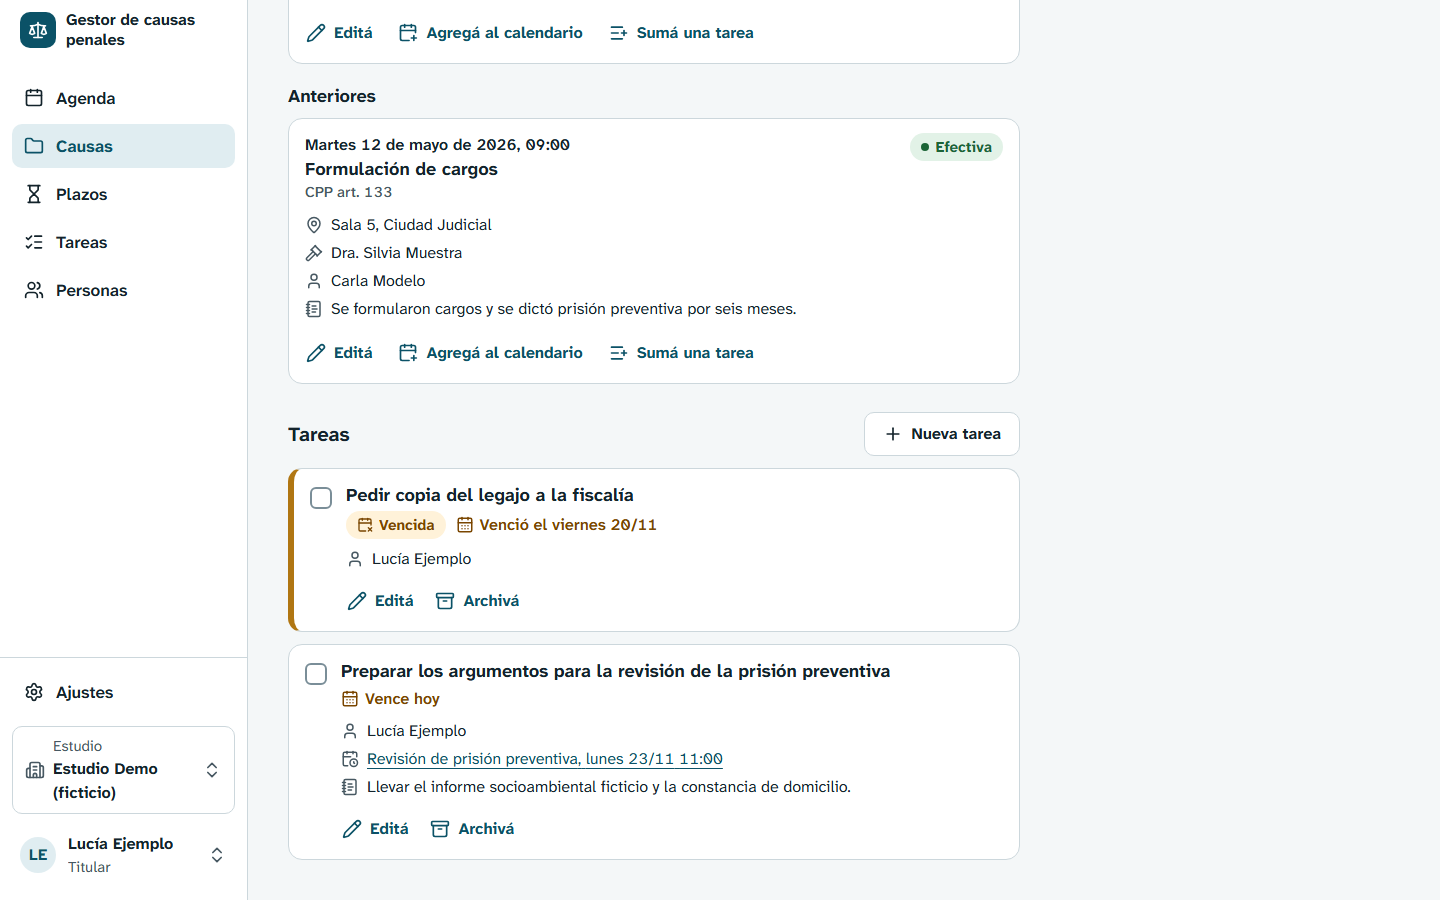 Gestor de causas
penales
Agenda
Causas
Plazos
Tareas
Personas
Ajustes
Estudio
Estudio Demo
(ficticio)
LE
Lucía Ejemplo
Titular
Editá
Agregá al calendario
Sumá una tarea
Anteriores
Martes 12 de mayo de 2026, 09:00
Efectiva
Formulación de cargos
CPP art. 133
Sala 5, Ciudad Judicial
Dra. Silvia Muestra
Carla Modelo
Se formularon cargos y se dictó prisión preventiva por seis meses.
Editá
Agregá al calendario
Sumá una tarea
Tareas
Nueva tarea
Pedir copia del legajo a la fiscalía
Vencida
Venció el viernes 20/11
Lucía Ejemplo
Editá
Archivá
Preparar los argumentos para la revisión de la prisión preventiva
Vence hoy
Lucía Ejemplo
Revisión de prisión preventiva, lunes 23/11 11:00
Llevar el informe socioambiental ficticio y la constancia de domicilio.
Editá
Archivá